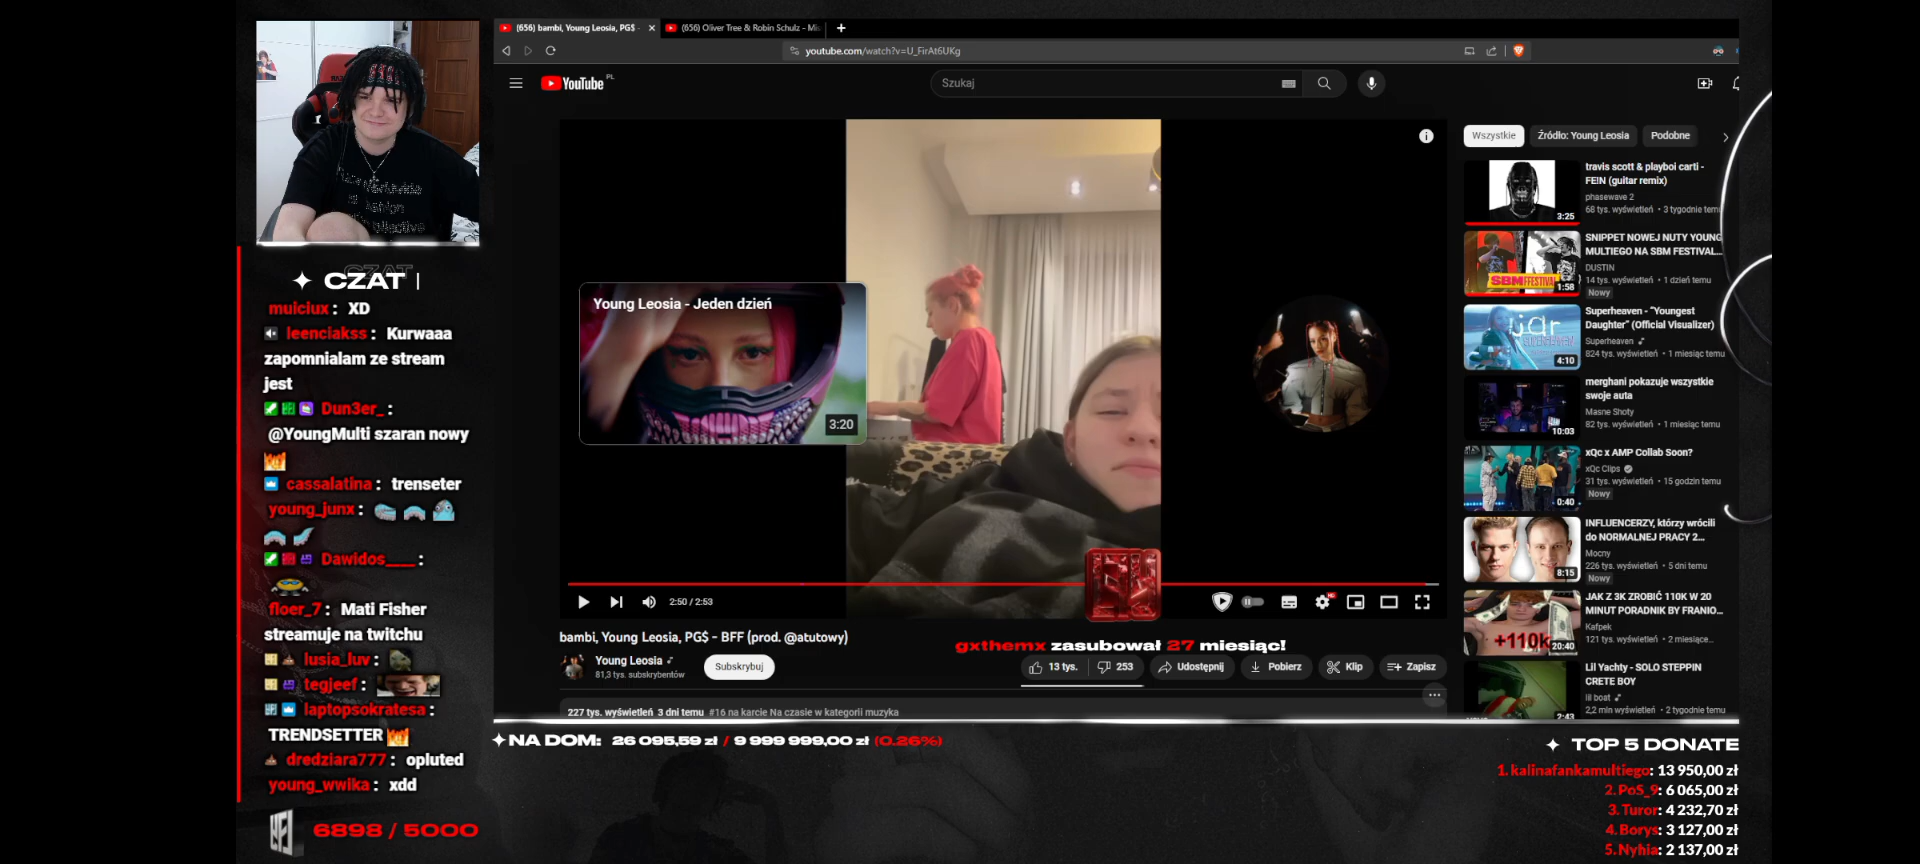 (656) bambi, Young Leosia, PG$ -
(656) Oliver Tree & Robin Schulz - Mi
youtube.com/watch?v=U_FirAt6UKg
YouTube PL
Szukaj
CZAT
mulciux: XD
leenciakss: Kurwaaa
zapomnialam ze stream
jest
Dun3er_:
@YoungMulti szaran nowy
cassalatina: trenseter
young_junx:
Dawidos___:
floer_7: Mati Fisher
streamuje na twitchu
lusia_luv:
tegjeef:
laptopsokratesa:
TRENDSETTER
dredziara777: opluted
young_wwika: xdd
6898 / 5000
Young Leosia - Jeden dzień
3:20
2:50 / 2:53
bambi, Young Leosia, PG$ - BFF (prod. @atutowy)
gxthemx zasubował 27 miesiąc!
Young Leosia
81,3 tys. subskrybentów
Subskrybuj
13 tys.
253
Udostępnij
Pobierz
Klip
Zapisz
227 tys. wyświetleń 3 dni temu #16 na karcie Na czasie w kategorii muzyka
Wszystkie
Źródło: Young Leosia
Podobne
travis scott & playboi carti -
FE!N (guitar remix)
phasewave 2
68 tys. wyświetleń • 3 tygodnie tem
3:25
SNIPPET NOWEJ NUTY YOUNG
MULTIEGO NA SBM FESTIVAL...
DUSTIN
14 tys. wyświetleń • 1 dzień temu
Nowy
SBM FESTIVAL
1:58
Superheaven - "Youngest
Daughter" (Official Visualizer)
Superheaven
824 tys. wyświetleń • 1 miesiąc temu
4:10
merghani pokazuje wszystkie
swoje auta
Masne Shoty
82 tys. wyświetleń • 1 miesiąc temu
10:03
xQc x AMP Collab Soon?
xQc Clips
31 tys. wyświetleń • 15 godzin temu
Nowy
0:40
INFLUENCERZY, którzy wrócili
do NORMALNEJ PRACY 2...
Mocny
226 tys. wyświetleń • 5 dni temu
Nowy
8:15
JAK Z 3K ZROBIĆ 110K W 20
MINUT PORADNIK BY FRANIO...
Kafpek
121 tys. wyświetleń • 2 miesiące...
+110k
20:40
Lil Yachty - SOLO STEPPIN
CRETE BOY
lil boat
2,2 mln wyświetleń • 2 tygodnie temu
2:43
NA DOM: 26 095,59 zł / 9 999 999,00 zł (0.26%)
TOP 5 DONATE
1. kalinafankamultiego: 13 950,00 zł
2. PoS_9: 6 065,00 zł
3. Turor: 4 232,70 zł
4. Borys: 3 127,00 zł
5. Nyhia: 2 137,00 zł